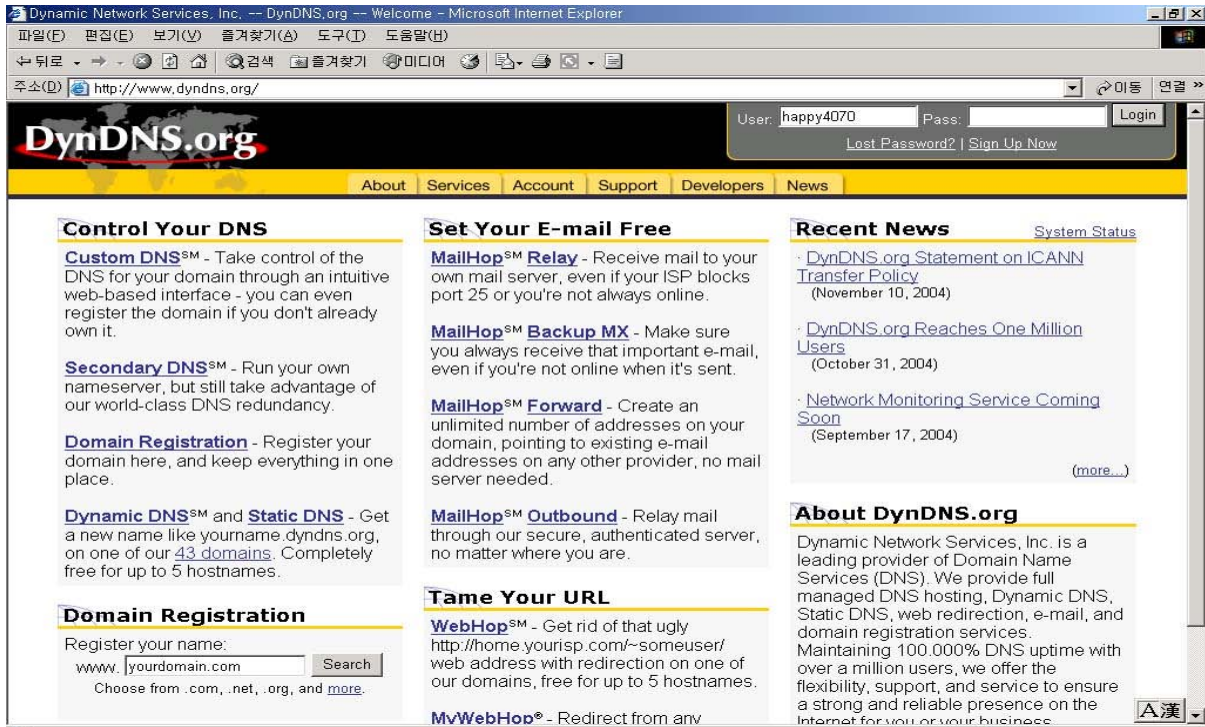 Dynamic Network Services, Inc. -- DynDNS.org -- Welcome - Microsoft Internet Explorer
파일(F) 편집(E) 보기(V) 즐겨찾기(A) 도구(T) 도움말(H)
뒤로 검색 즐겨찾기 미디어
주소(D) http://www.dyndns.org/ 이동 연결 »
DynDNS.org
User: happy4070 Pass: Login
Lost Password? | Sign Up Now
About Services Account Support Developers News
Control Your DNS
Custom DNS℠ - Take control of the
DNS for your domain through an intuitive
web-based interface - you can even
register the domain if you don't already
own it.
Secondary DNS℠ - Run your own
nameserver, but still take advantage of
our world-class DNS redundancy.
Domain Registration - Register your
domain here, and keep everything in one
place.
Dynamic DNS℠ and Static DNS - Get
a new name like yourname.dyndns.org,
on one of our 43 domains. Completely
free for up to 5 hostnames.
Domain Registration
Register your name:
www. yourdomain.com Search
Choose from .com, .net, .org, and more.
Set Your E-mail Free
MailHop℠ Relay - Receive mail to your
own mail server, even if your ISP blocks
port 25 or you're not always online.
MailHop℠ Backup MX - Make sure
you always receive that important e-mail,
even if you're not online when it's sent.
MailHop℠ Forward - Create an
unlimited number of addresses on your
domain, pointing to existing e-mail
addresses on any other provider, no mail
server needed.
MailHop℠ Outbound - Relay mail
through our secure, authenticated server,
no matter where you are.
Tame Your URL
WebHop℠ - Get rid of that ugly
http://home.yourisp.com/~someuser/
web address with redirection on one of
our domains, free for up to 5 hostnames.
MyWebHop® - Redirect from any
Recent News System Status
· DynDNS.org Statement on ICANN
Transfer Policy
(November 10, 2004)
· DynDNS.org Reaches One Million
Users
(October 31, 2004)
· Network Monitoring Service Coming
Soon
(September 17, 2004)
(more...)
About DynDNS.org
Dynamic Network Services, Inc. is a
leading provider of Domain Name
Services (DNS). We provide full
managed DNS hosting, Dynamic DNS,
Static DNS, web redirection, e-mail, and
domain registration services.
Maintaining 100.000% DNS uptime with
over a million users, we offer the
flexibility, support, and service to ensure
a strong and reliable presence on the
Internet for you or your business.
A漢